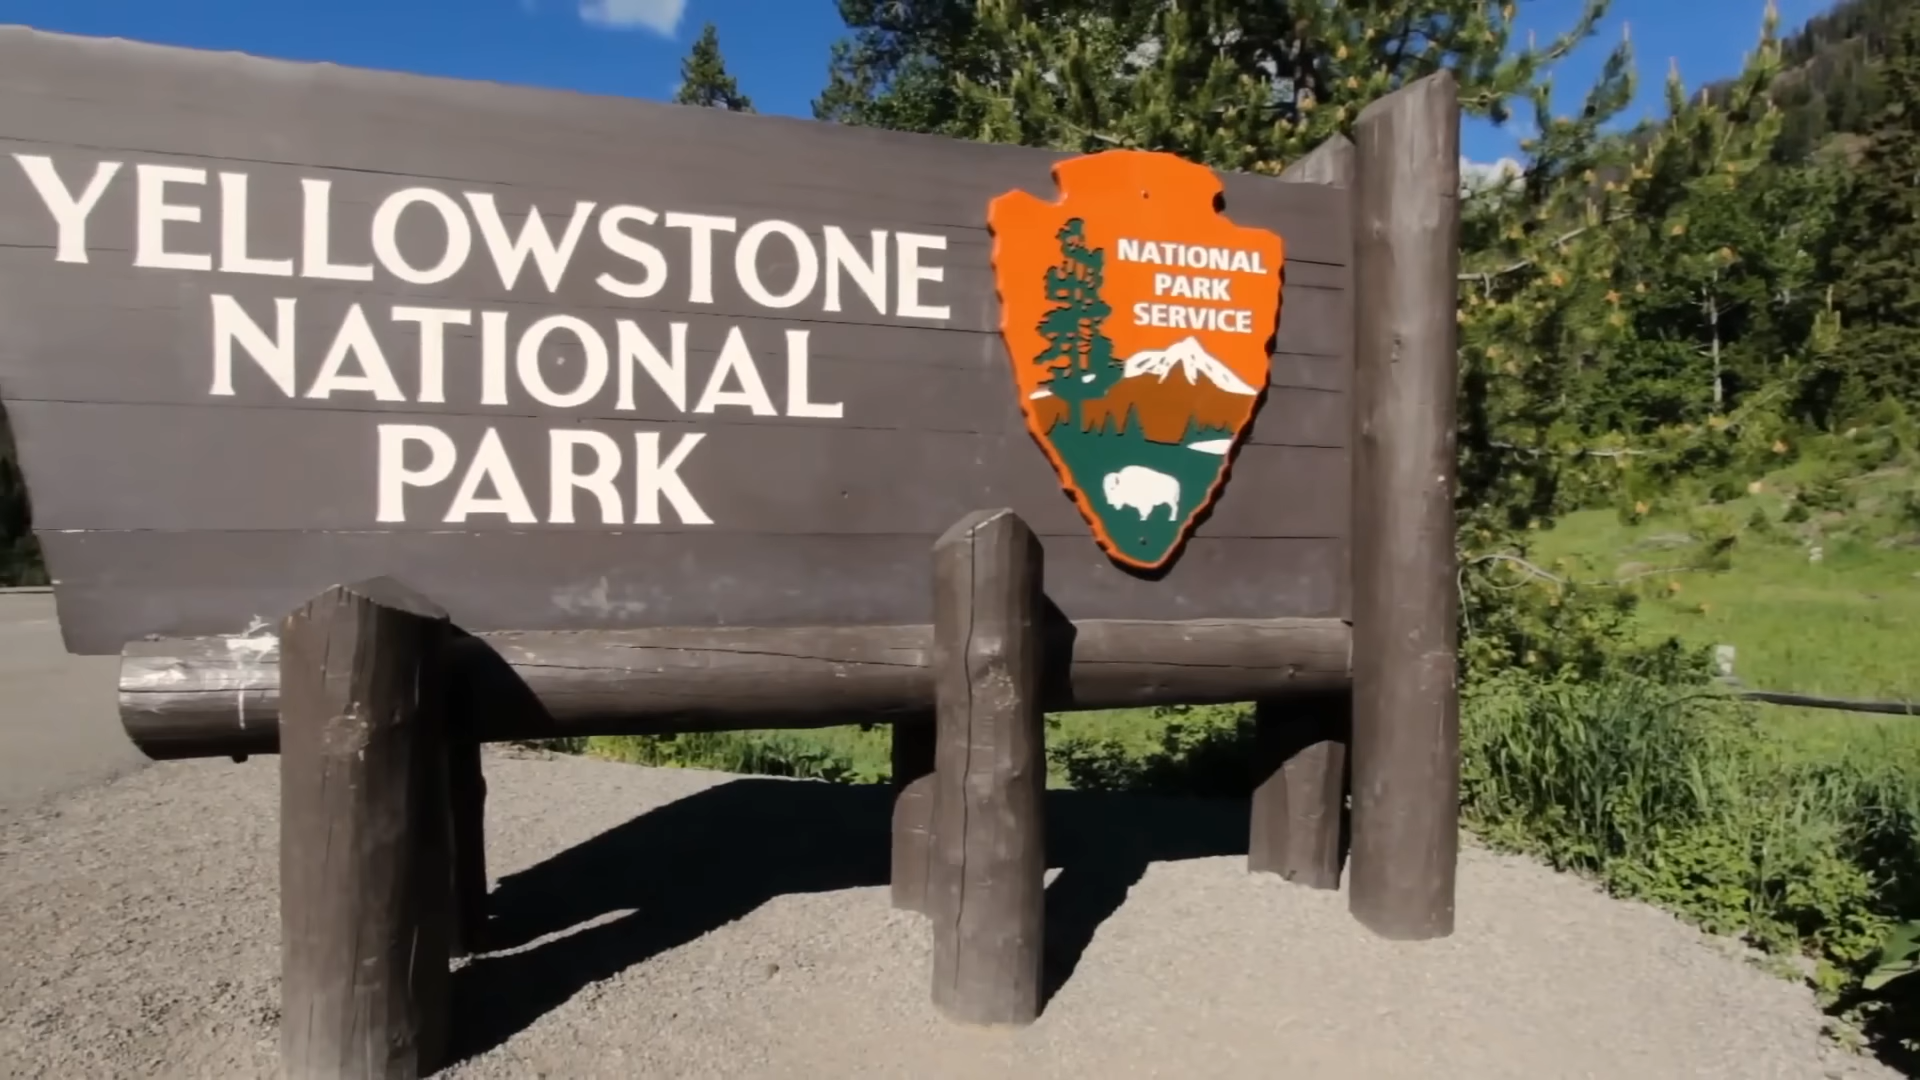 YELLOWSTONE
NATIONAL
PARK
NATIONAL
PARK
SERVICE